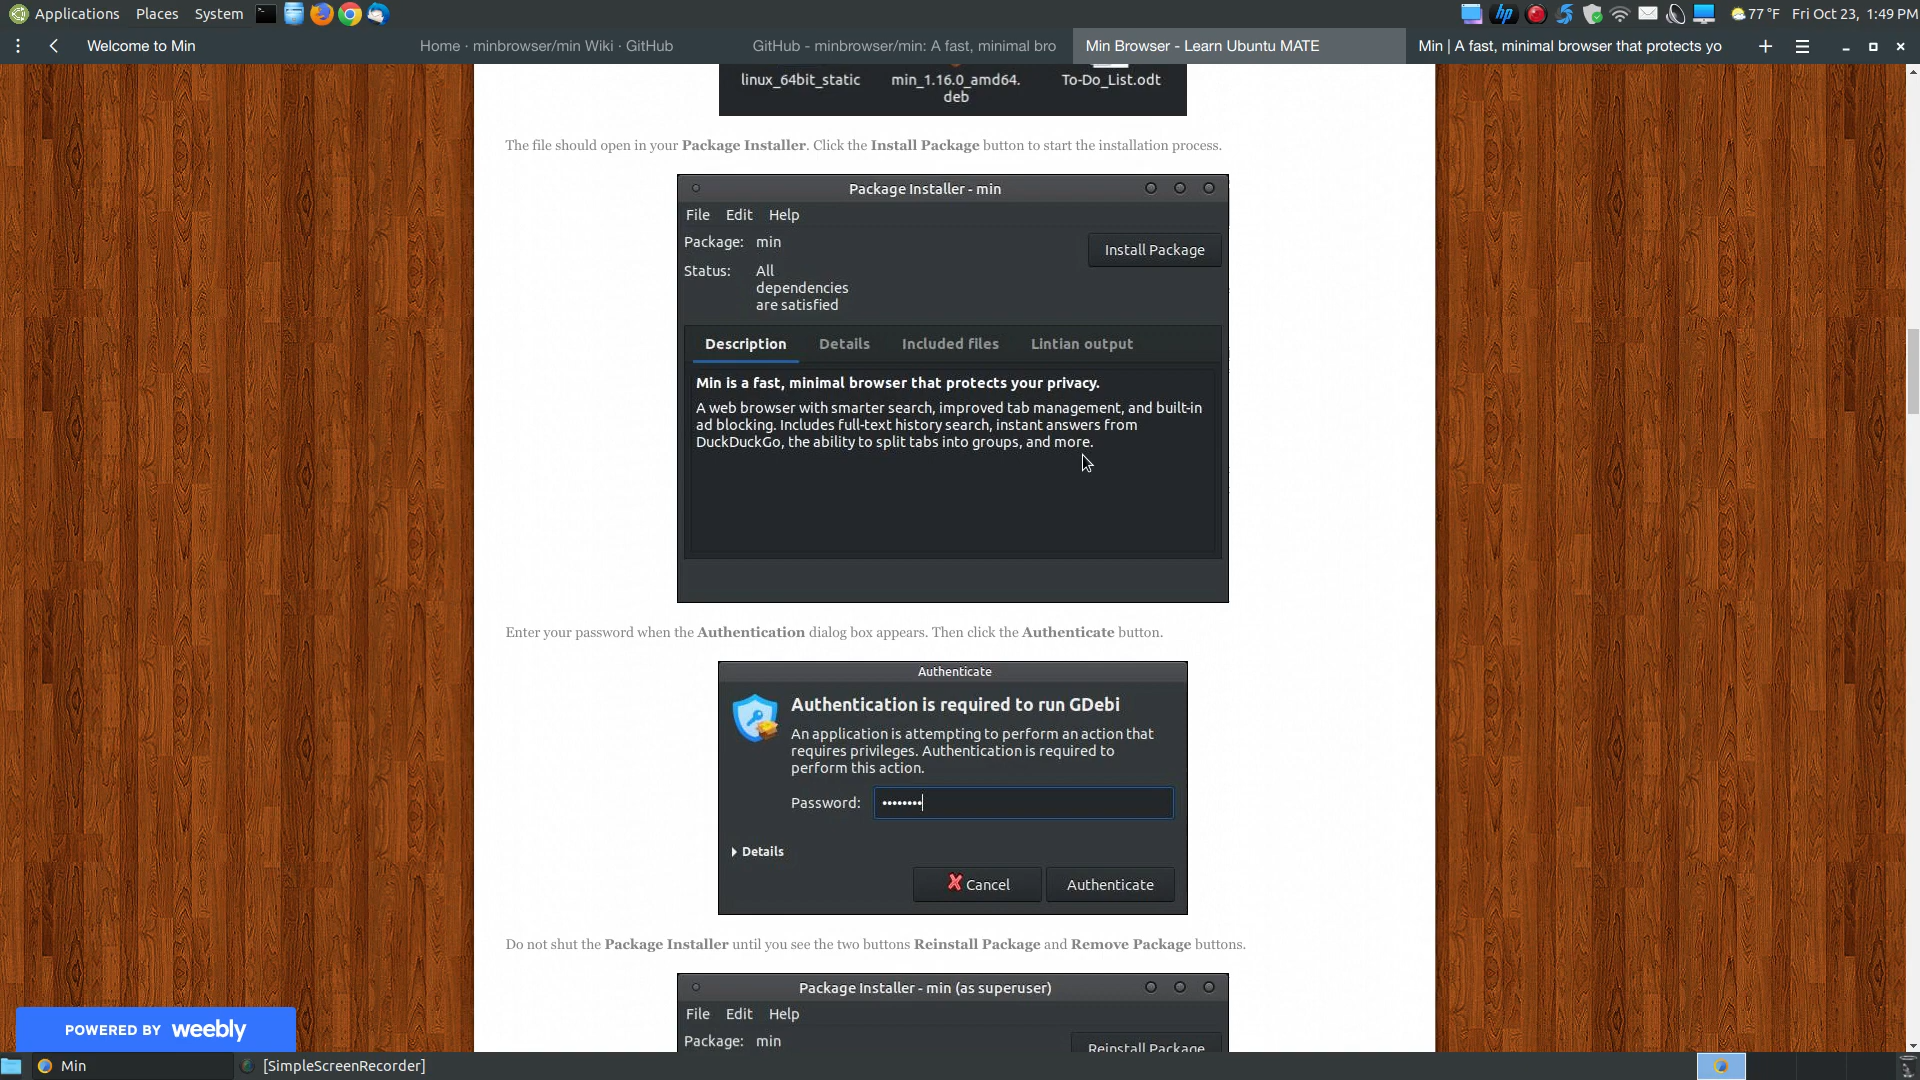 Applications Places System
77 °F Fri Oct 23, 1:49 PM
Welcome to Min
Home · minbrowser/min Wiki · GitHub
GitHub - minbrowser/min: A fast, minimal bro
Min Browser - Learn Ubuntu MATE
Min | A fast, minimal browser that protects yo
linux_64bit_static
min_1.16.0_amd64.
deb
To-Do_List.odt
The file should open in your Package Installer. Click the Install Package button to start the installation process.
Package Installer - min
File Edit Help
Package: min
Install Package
Status: All
dependencies
are satisfied
Description Details Included files Lintian output
Min is a fast, minimal browser that protects your privacy.
A web browser with smarter search, improved tab management, and built-in
ad blocking. Includes full-text history search, instant answers from
DuckDuckGo, the ability to split tabs into groups, and more.
Enter your password when the Authentication dialog box appears. Then click the Authenticate button.
Authenticate
Authentication is required to run GDebi
An application is attempting to perform an action that
requires privileges. Authentication is required to
perform this action.
Password: ••••••••
Details
Cancel Authenticate
Do not shut the Package Installer until you see the two buttons Reinstall Package and Remove Package buttons.
Package Installer - min (as superuser)
File Edit Help
Package: min
Reinstall Package
POWERED BY weebly
Min
[SimpleScreenRecorder]